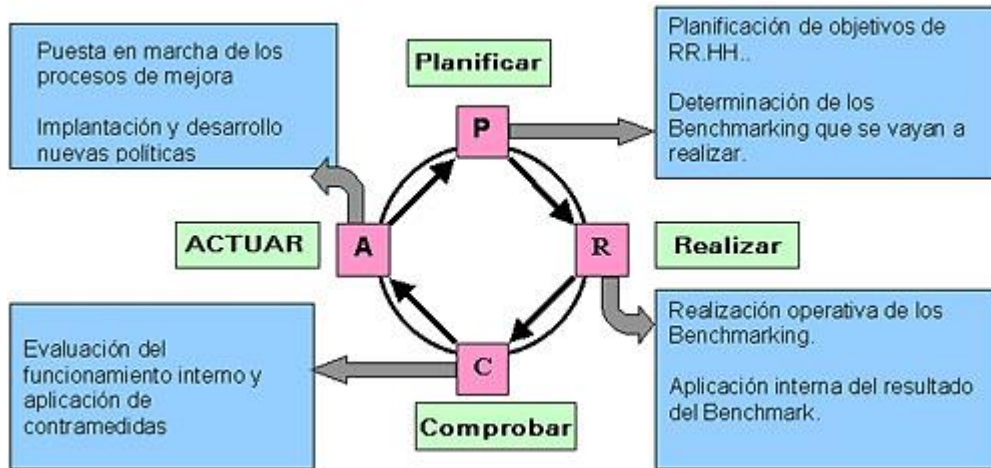 Puesta en marcha de los
procesos de mejora
Implantación y desarrollo
nuevas políticas
Planificar
Planificación de objetivos de
RR.HH..
Determinación de los
Benchmarking que se vayan a
realizar.
P
ACTUAR
A
R
Realizar
Evaluación del
funcionamiento interno y
aplicación de
contramedidas
C
Comprobar
Realización operativa de los
Benchmarking.
Aplicación interna del resultado
del Benchmark.